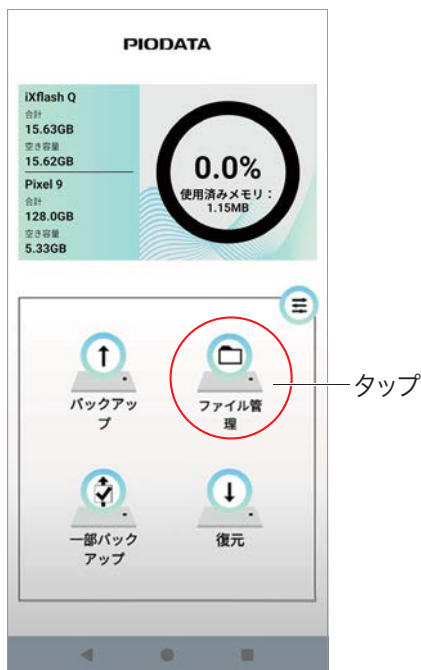 PIODATA
iXflash Q
合計
15.63GB
空き容量
15.62GB
Pixel 9
合計
128.0GB
空き容量
5.33GB
0.0%
使用済みメモリ：
1.15MB
バックアッ
プ
ファイル管
理
タップ
一部バック
アップ
復元